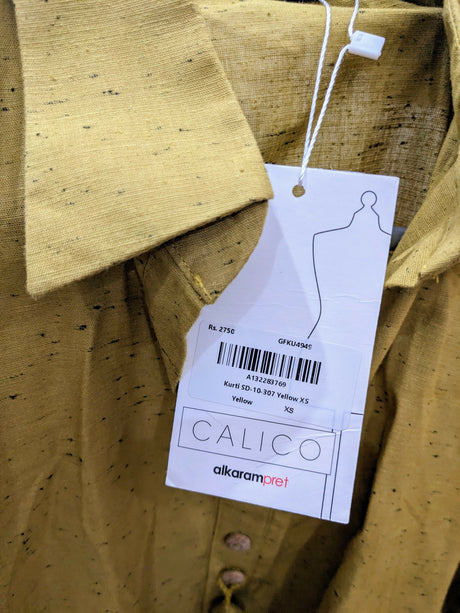 Rs. 2750
GFKU4949
A132283769
Kurti SD-10-307 Yellow XS
Yellow XS
CALICO
alkarampret